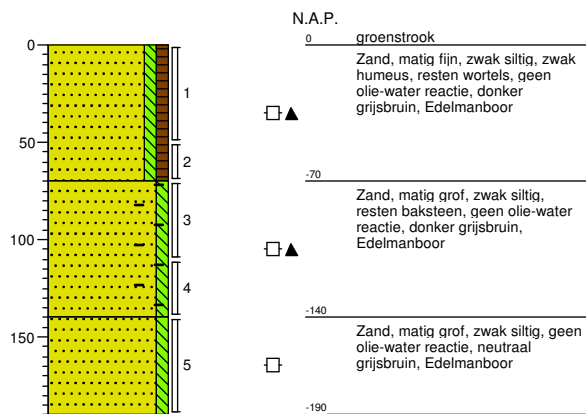 N.A.P.
0
0
groenstrook
Zand, matig fijn, zwak siltig, zwak
humeus, resten wortels, geen
olie-water reactie, donker
grijsbruin, Edelmanboor
1
50
2
-70
Zand, matig grof, zwak siltig,
resten baksteen, geen olie-water
reactie, donker grijsbruin,
Edelmanboor
3
100
4
-140
Zand, matig grof, zwak siltig, geen
olie-water reactie, neutraal
grijsbruin, Edelmanboor
150
5
-190